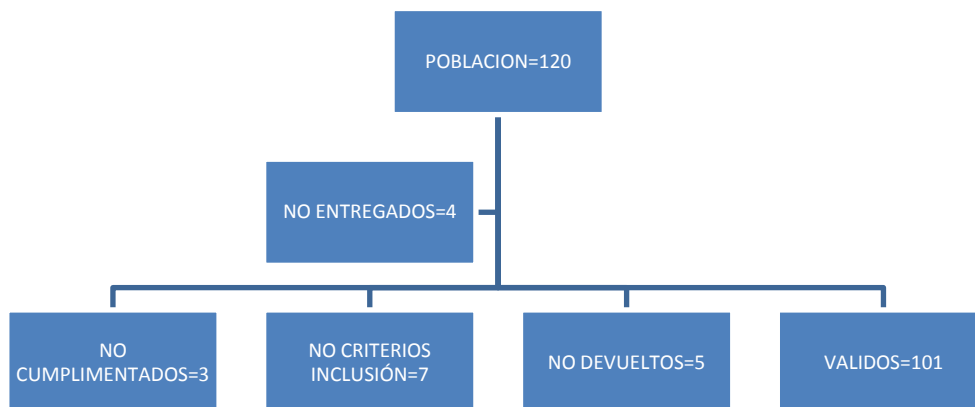 POBLACION=120
NO ENTREGADOS=4
NO
CUMPLIMENTADOS=3
NO CRITERIOS
INCLUSIÓN=7
NO DEVUELTOS=5
VALIDOS=101